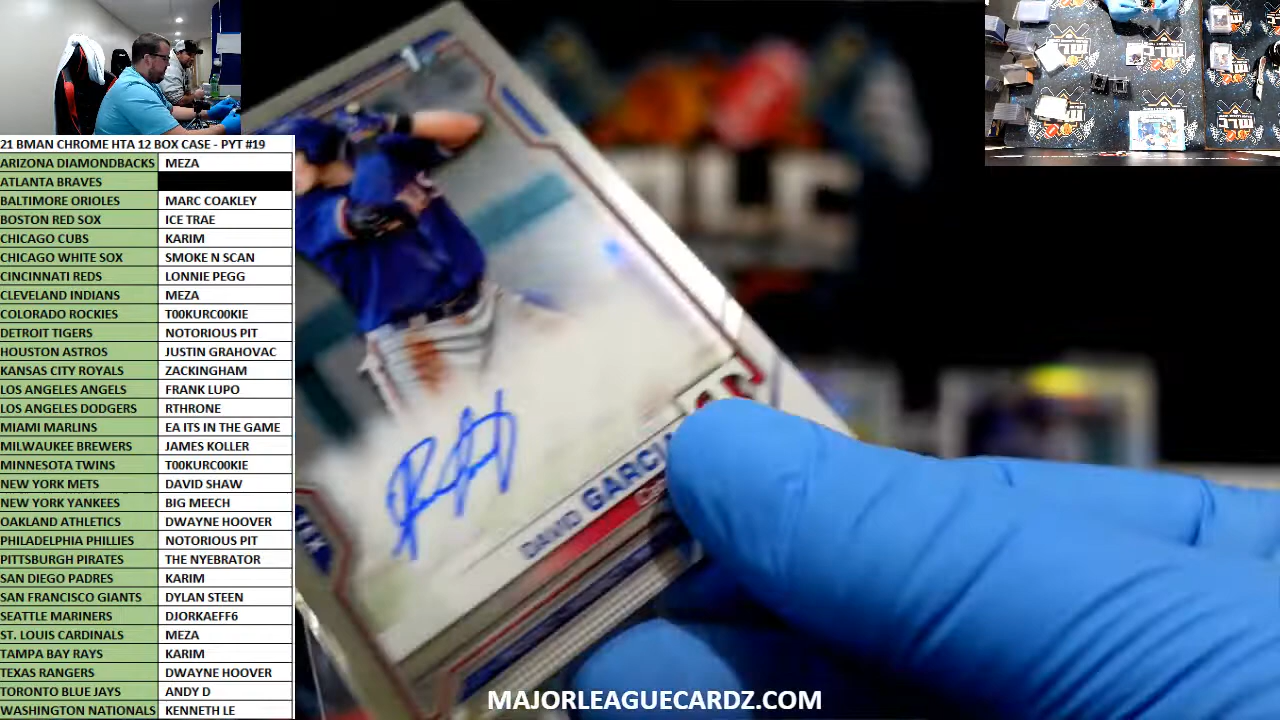 21 BMAN CHROME HTA 12 BOX CASE - PYT #19
ARIZONA DIAMONDBACKS MEZA
ATLANTA BRAVES
BALTIMORE ORIOLES MARC COAKLEY
BOSTON RED SOX ICE TRAE
CHICAGO CUBS KARIM
CHICAGO WHITE SOX SMOKE N SCAN
CINCINNATI REDS LONNIE PEGG
CLEVELAND INDIANS MEZA
COLORADO ROCKIES T00KURC00KIE
DETROIT TIGERS NOTORIOUS PIT
HOUSTON ASTROS JUSTIN GRAHOVAC
KANSAS CITY ROYALS ZACKINGHAM
LOS ANGELES ANGELS FRANK LUPO
LOS ANGELES DODGERS RTHRONE
MIAMI MARLINS EA ITS IN THE GAME
MILWAUKEE BREWERS JAMES KOLLER
MINNESOTA TWINS T00KURC00KIE
NEW YORK METS DAVID SHAW
NEW YORK YANKEES BIG MEECH
OAKLAND ATHLETICS DWAYNE HOOVER
PHILADELPHIA PHILLIES NOTORIOUS PIT
PITTSBURGH PIRATES THE NYEBRATOR
SAN DIEGO PADRES KARIM
SAN FRANCISCO GIANTS DYLAN STEEN
SEATTLE MARINERS DJORKAEFF6
ST. LOUIS CARDINALS MEZA
TAMPA BAY RAYS KARIM
TEXAS RANGERS DWAYNE HOOVER
TORONTO BLUE JAYS ANDY D
WASHINGTON NATIONALS KENNETH LE
DAVID GARCIA
MLC
MAJORLEAGUECARDZ.COM